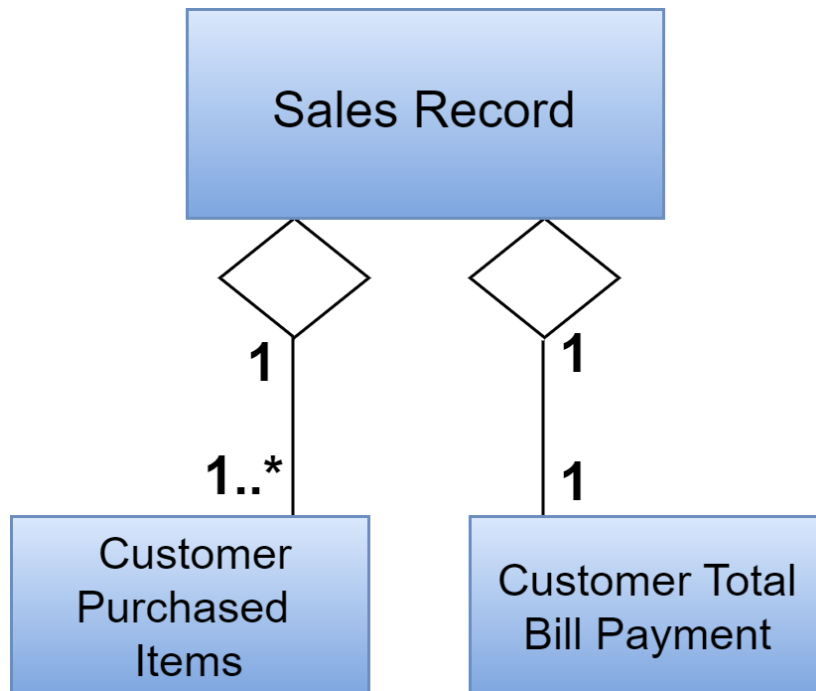 Sales Record
1
1
1..*
1
Customer
Purchased
Items
Customer Total
Bill Payment